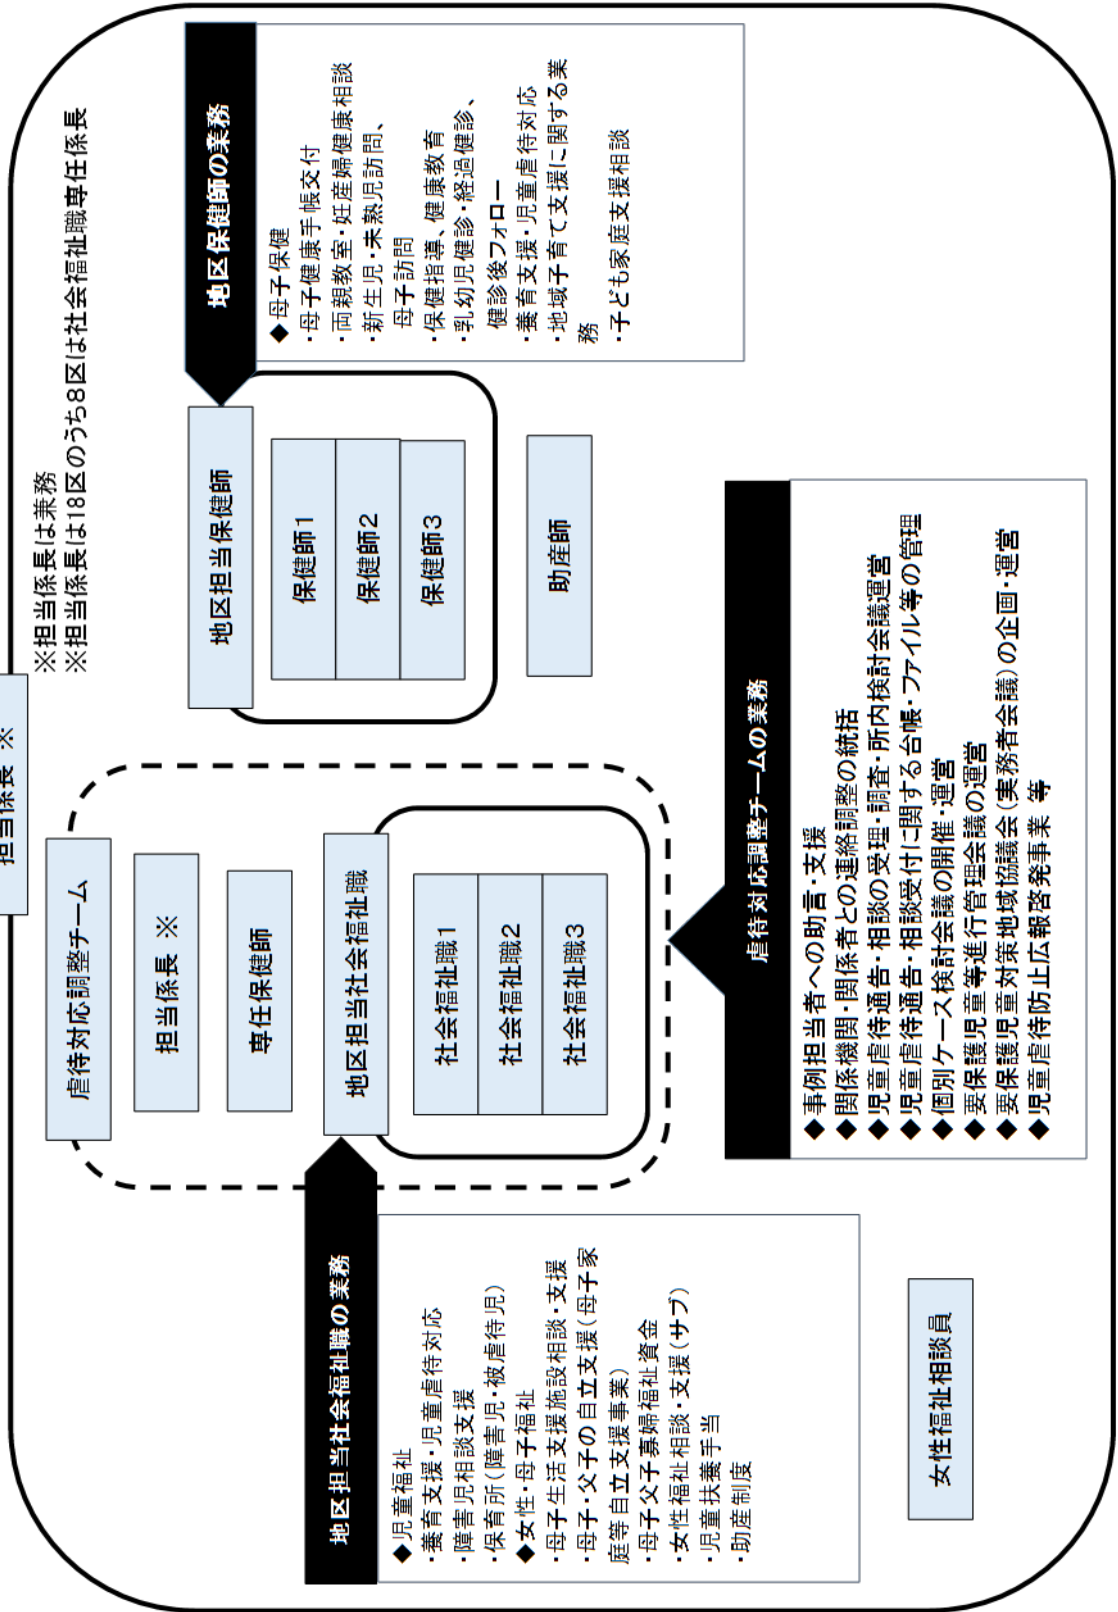 担当係長 ※
※担当係長は兼務
※担当係長は18区のうち8区は社会福祉職専任係長
虐待対応調整チーム
担当係長 ※
専任保健師
地区担当社会福祉職
社会福祉職1
社会福祉職2
社会福祉職3
地区担当保健師
保健師1
保健師2
保健師3
助産師
地区保健師の業務
◆母子保健
・母子健康手帳交付
・両親教室・妊産婦健康相談
・新生児・未熟児訪問、
母子訪問
・保健指導、健康教育
・乳幼児健診・経過健診、
健診後フォロー
・養育支援・児童虐待対応
・地域子育て支援に関する業
務
・子ども家庭支援相談
地区担当社会福祉職の業務
◆児童福祉
・養育支援・児童虐待対応
・障害児相談支援
・保育所(障害児・被虐待児)
◆女性・母子福祉
・母子生活支援施設相談・支援
・母子・父子の自立支援(母子家
庭等自立支援事業)
・母子父子寡婦福祉資金
・女性福祉相談・支援(サブ)
・児童扶養手当
・助産制度
女性福祉相談員
虐待対応調整チームの業務
◆事例担当者への助言・支援
◆関係機関・関係者との連絡調整の統括
◆児童虐待通告・相談の受理・調査・所内検討会議運営
◆児童虐待通告・相談受付に関する台帳・ファイル等の管理
◆個別ケース検討会議の開催・運営
◆要保護児童等進行管理会議の運営
◆要保護児童対策地域協議会(実務者会議)の企画・運営
◆児童虐待防止広報啓発事業 等